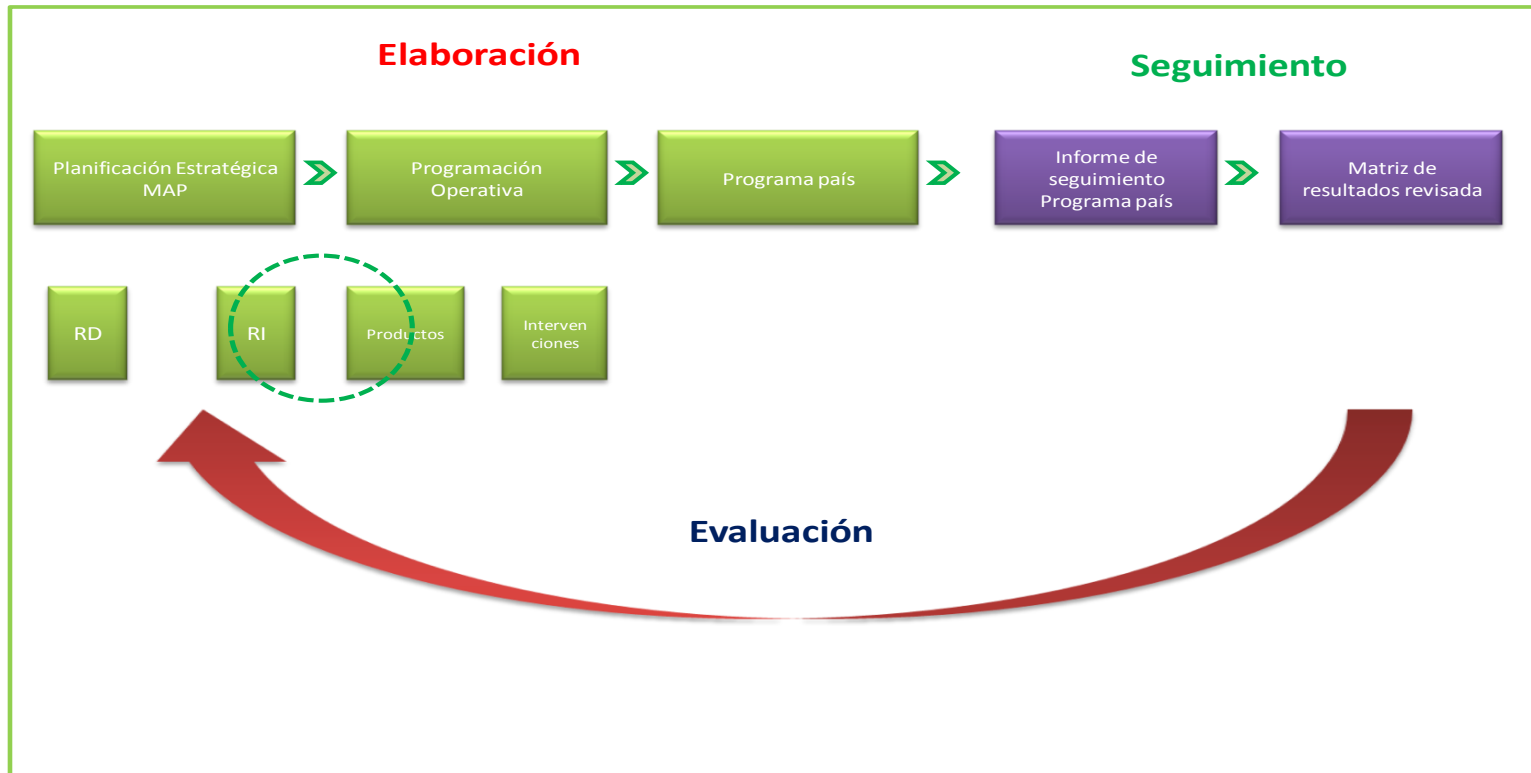 Elaboración
Seguimiento
Planificación Estratégica
MAP
Programación
Operativa
Programa país
Informe de
seguimiento
Programa país
Matriz de
resultados revisada
RD
RI
Productos
Interven
ciones
Evaluación